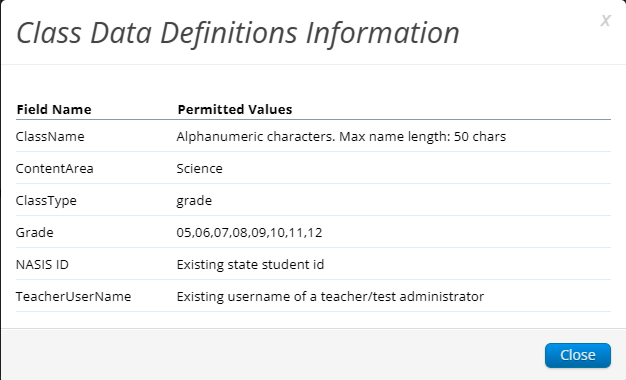 Class Data Definitions Information
X
Field Name Permitted Values
ClassName Alphanumeric characters. Max name length: 50 chars
ContentArea Science
ClassType grade
Grade 05,06,07,08,09,10,11,12
NASIS ID Existing state student id
TeacherUserName Existing username of a teacher/test administrator
Close